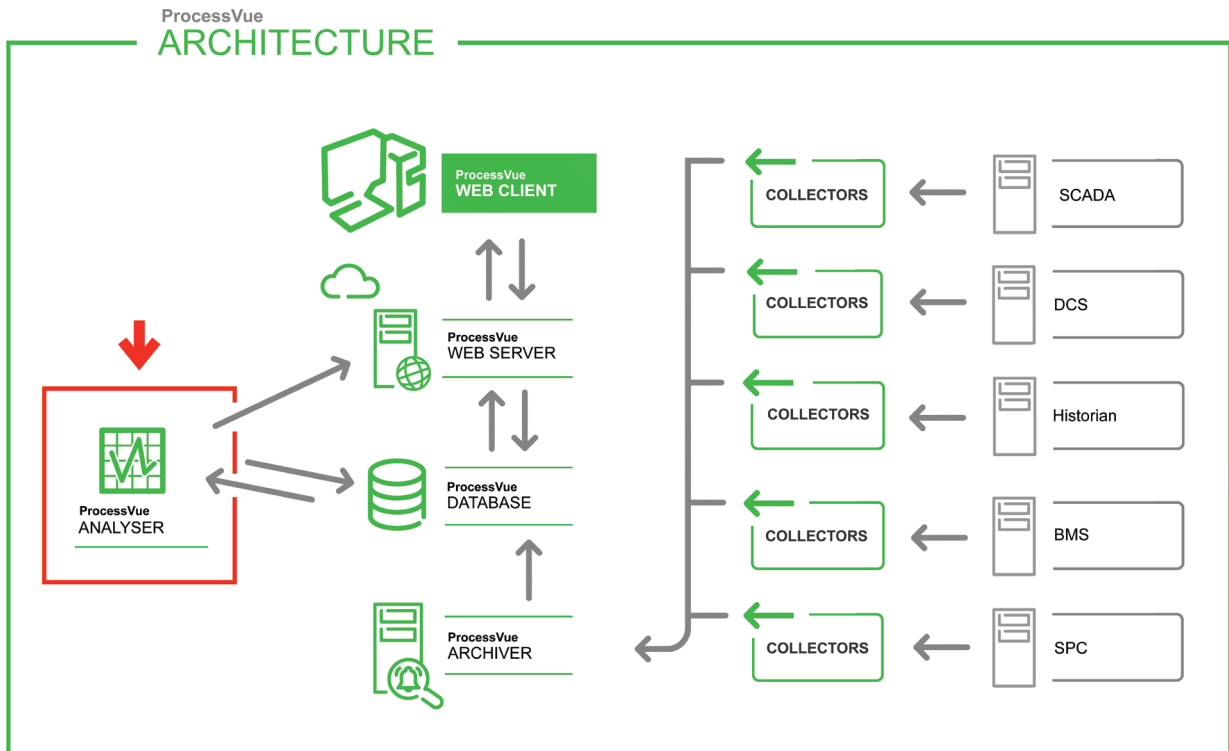 ProcessVue
ARCHITECTURE
ProcessVue
WEB CLIENT
ProcessVue
WEB SERVER
ProcessVue
ANALYSER
ProcessVue
DATABASE
ProcessVue
ARCHIVER
COLLECTORS
SCADA
COLLECTORS
DCS
COLLECTORS
Historian
COLLECTORS
BMS
COLLECTORS
SPC